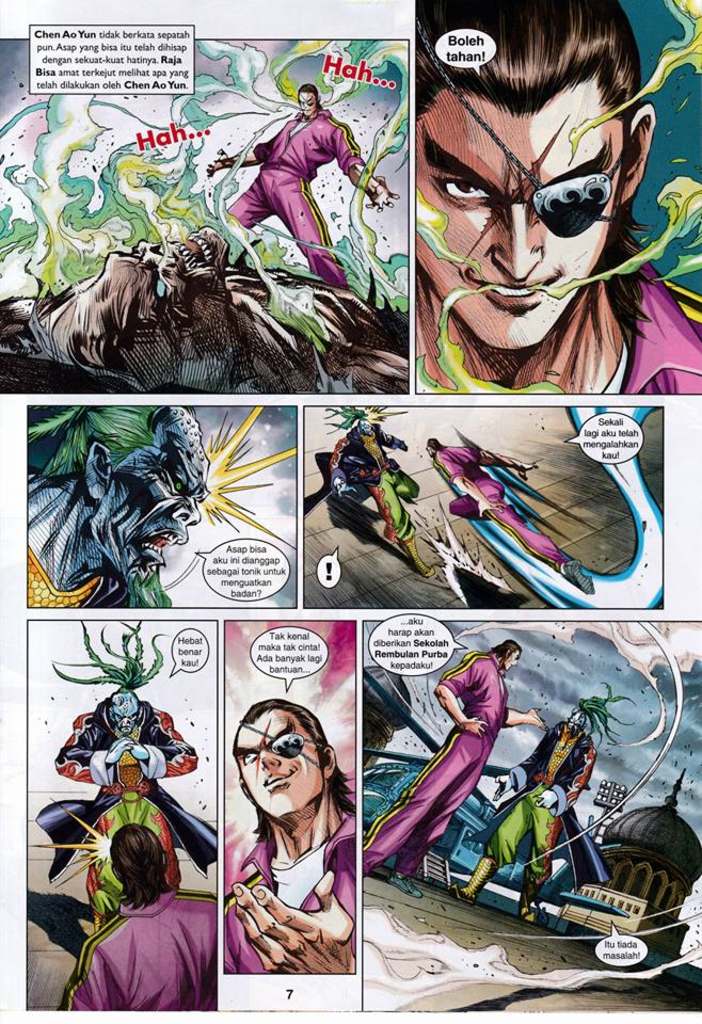 Chen Ao Yun tidak berkata sepatah
pun. Asap yang bisa itu telah dihisap
dengan sekuat-kuat hatinya. Raja
Bisa amat terkejut melihat apa yang
telah dilakukan oleh Chen Ao Yun.
Hah...
Hah...
Boleh
tahan!
Asap bisa
aku ini dianggap
sebagai tonik untuk
menguatkan
badan?
Sekali
lagi aku telah
mengalahkan
kau!
!
Hebat
benar
kau!
Tak kenal
maka tak cinta!
Ada banyak lagi
bantuan...
...aku
harap akan
diberikan Sekolah
Rembulan Purba
kepadaku!
Itu tiada
masalah!
7